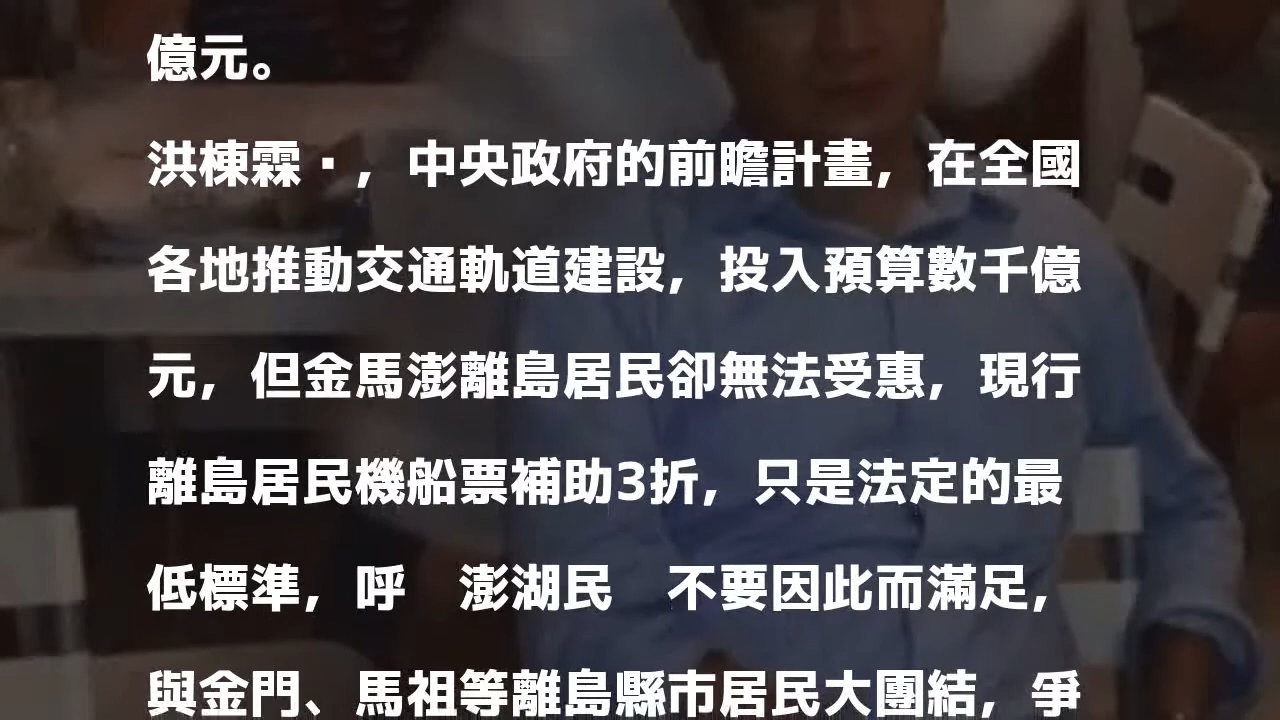 億元。
洪棟霖·，中央政府的前瞻計畫，在全國
各地推動交通軌道建設，投入預算數千億
元，但金馬澎離島居民卻無法受惠，現行
離島居民機船票補助3折，只是法定的最
低標準，呼　澎湖民　不要因此而滿足，
與金門、馬祖等離島縣市居民大團結，爭